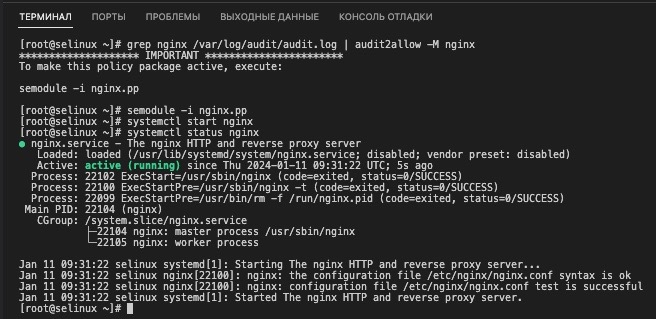 ТЕРМИНАЛ ПОРТЫ ПРОБЛЕМЫ ВЫХОДНЫЕ ДАННЫЕ КОНСОЛЬ ОТЛАДКИ
[root@selinux ~]# grep nginx /var/log/audit/audit.log | audit2allow -M nginx
******************** IMPORTANT ***********************
To make this policy package active, execute:

semodule -i nginx.pp

[root@selinux ~]# semodule -i nginx.pp
[root@selinux ~]# systemctl start nginx
[root@selinux ~]# systemctl status nginx
● nginx.service - The nginx HTTP and reverse proxy server
   Loaded: loaded (/usr/lib/systemd/system/nginx.service; disabled; vendor preset: disabled)
   Active: active (running) since Thu 2024-01-11 09:31:22 UTC; 5s ago
  Process: 22102 ExecStart=/usr/sbin/nginx (code=exited, status=0/SUCCESS)
  Process: 22100 ExecStartPre=/usr/sbin/nginx -t (code=exited, status=0/SUCCESS)
  Process: 22099 ExecStartPre=/usr/bin/rm -f /run/nginx.pid (code=exited, status=0/SUCCESS)
 Main PID: 22104 (nginx)
   CGroup: /system.slice/nginx.service
           ├─22104 nginx: master process /usr/sbin/nginx
           └─22105 nginx: worker process

Jan 11 09:31:22 selinux systemd[1]: Starting The nginx HTTP and reverse proxy server...
Jan 11 09:31:22 selinux nginx[22100]: nginx: the configuration file /etc/nginx/nginx.conf syntax is ok
Jan 11 09:31:22 selinux nginx[22100]: nginx: configuration file /etc/nginx/nginx.conf test is successful
Jan 11 09:31:22 selinux systemd[1]: Started The nginx HTTP and reverse proxy server.
[root@selinux ~]#